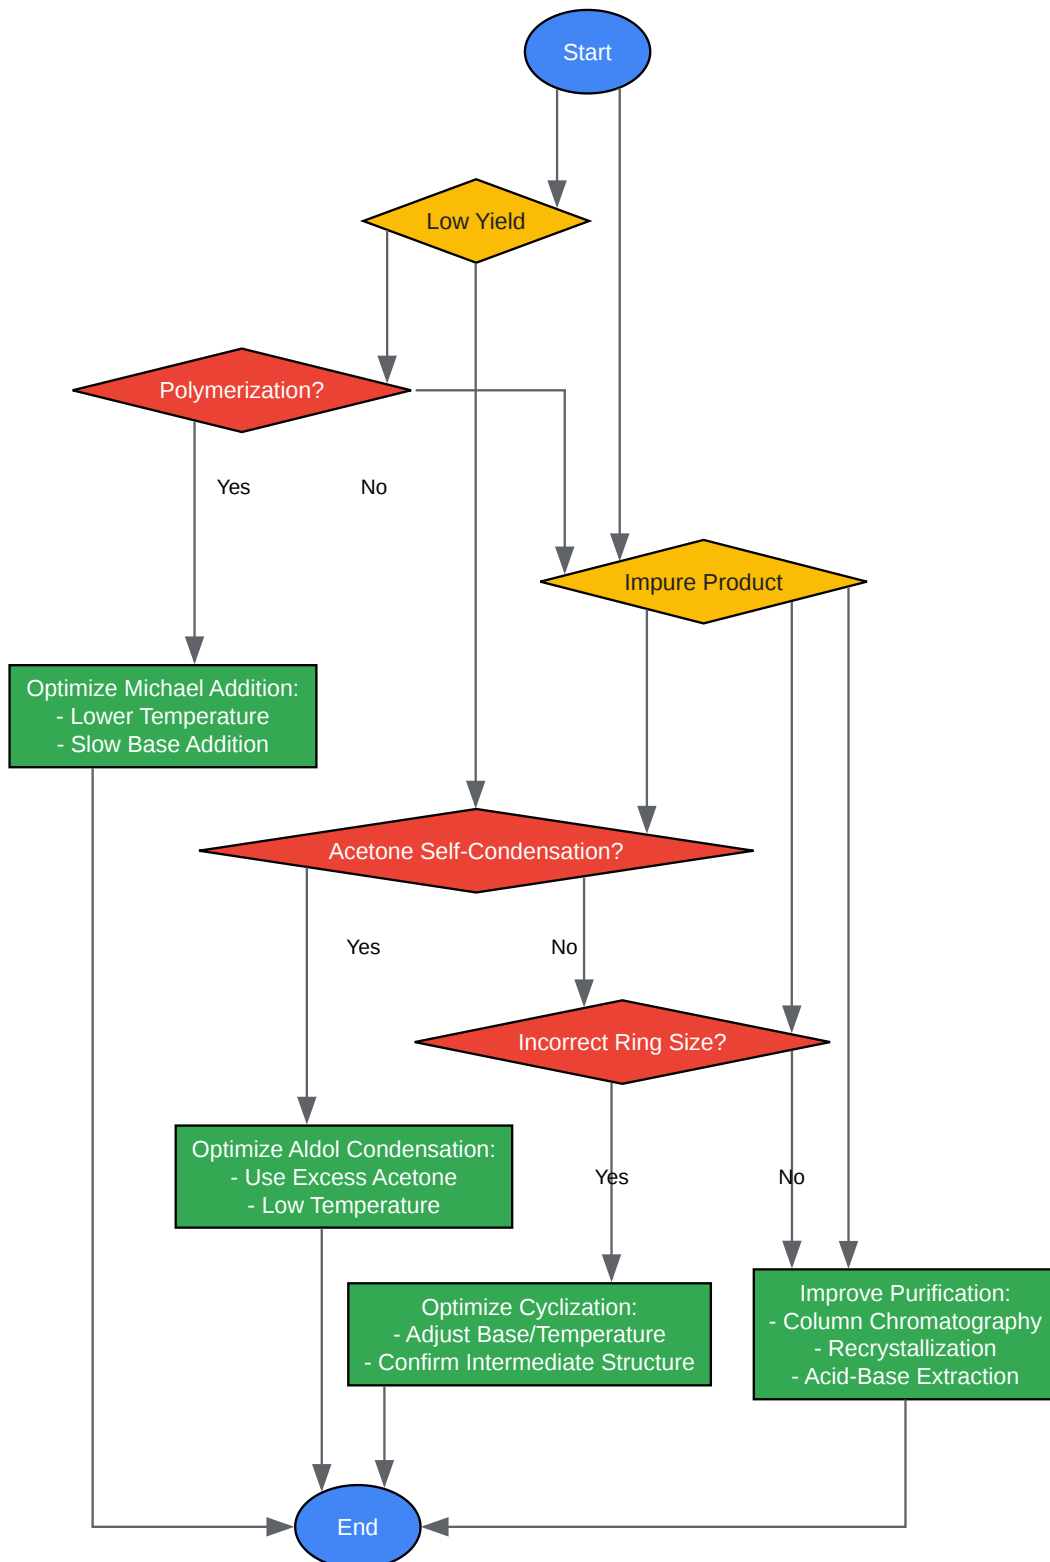 Start
Low Yield
Polymerization?
Yes
No
Impure Product
Optimize Michael Addition:
- Lower Temperature
- Slow Base Addition
Acetone Self-Condensation?
Yes
No
Incorrect Ring Size?
Optimize Aldol Condensation:
- Use Excess Acetone
- Low Temperature
Yes
No
Optimize Cyclization:
- Adjust Base/Temperature
- Confirm Intermediate Structure
Improve Purification:
- Column Chromatography
- Recrystallization
- Acid-Base Extraction
End